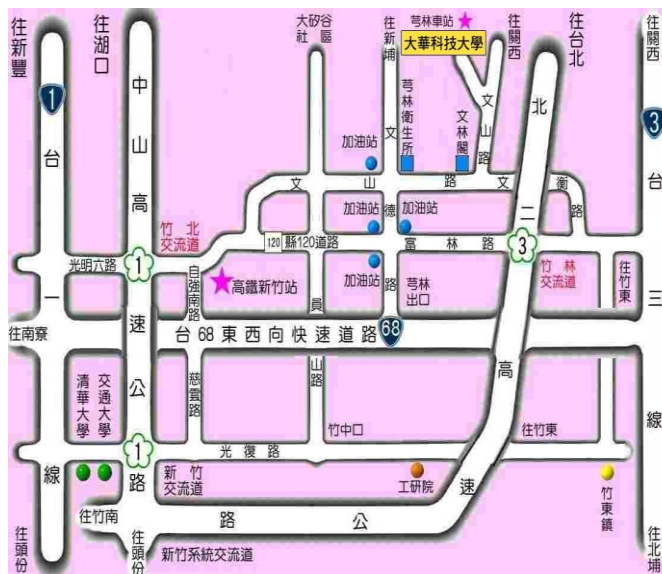 往新豐
往湖口
大矽谷
社區
往新埔
芎林車站
大華科技大學
往關西
往台北
往關西
1
台一線
中山高速公路
文山路
北二高速公路
3
台三線
芎林衛生所
文林閣
加油站
文山路
文衡路
竹北
交流道
加油站
加油站
文德路
120
縣120道路
富林路
3
竹林
交流道
光明六路
1
自強南路
高鐵新竹站
加油站
芎林
出口
往竹東
員山路
往南寮
台68東西向快速道路
68
慈雲路
清華大學
交通大學
竹中口
往竹東
1
光復路
新竹
交流道
工研院
竹東鎮
往竹南
往頭份
往頭份
新竹系統交流道
往北埔